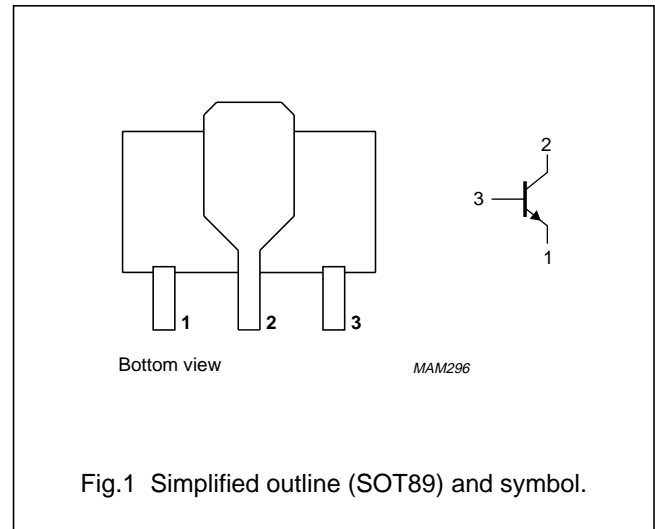 2
3
1
1 2 3
Bottom view MAM296
Fig.1 Simplified outline (SOT89) and symbol.